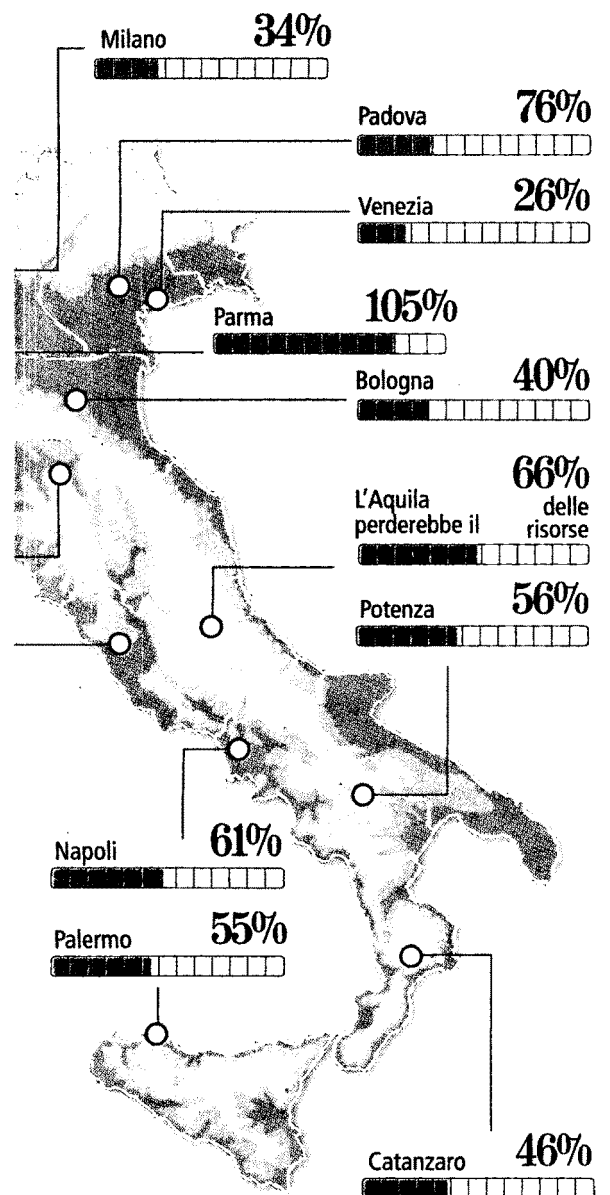 Milano 34%
Padova 76%
Venezia 26%
Parma 105%
Bologna 40%
66%
L'Aquila delle
perderebbe il risorse
Potenza 56%
Napoli 61%
Palermo 55%
Catanzaro 46%